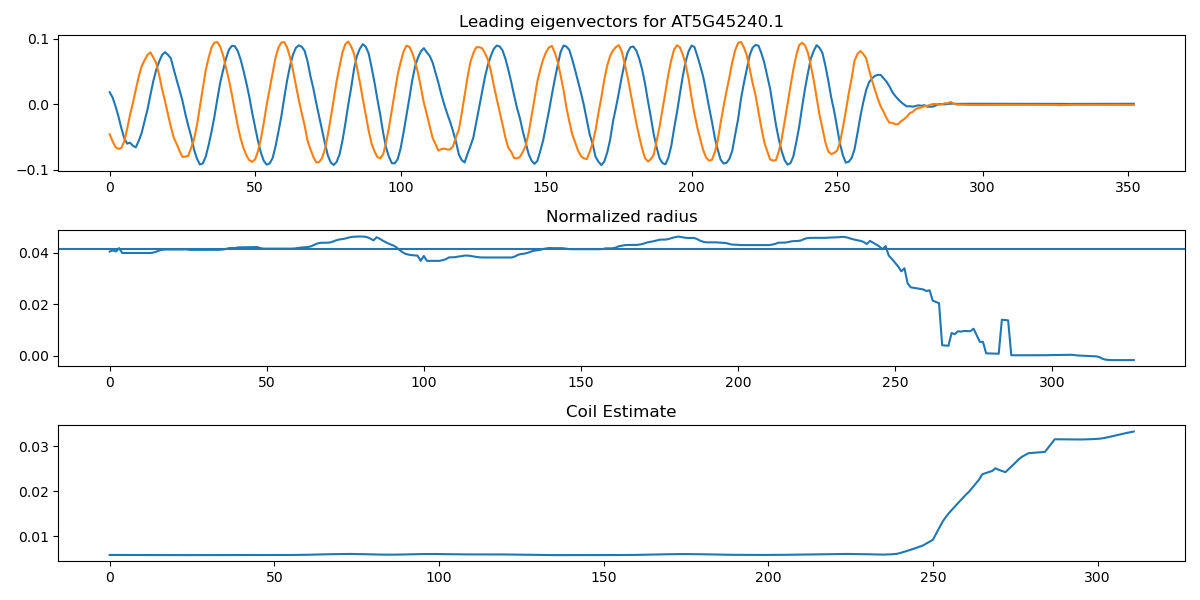 Leading eigenvectors for AT5G45240.1
0.1
0.0
−0.1
0 50 100 150 200 250 300 350
Normalized radius
0.04
0.02
0.00
0 50 100 150 200 250 300
Coil Estimate
0.03
0.02
0.01
0 50 100 150 200 250 300